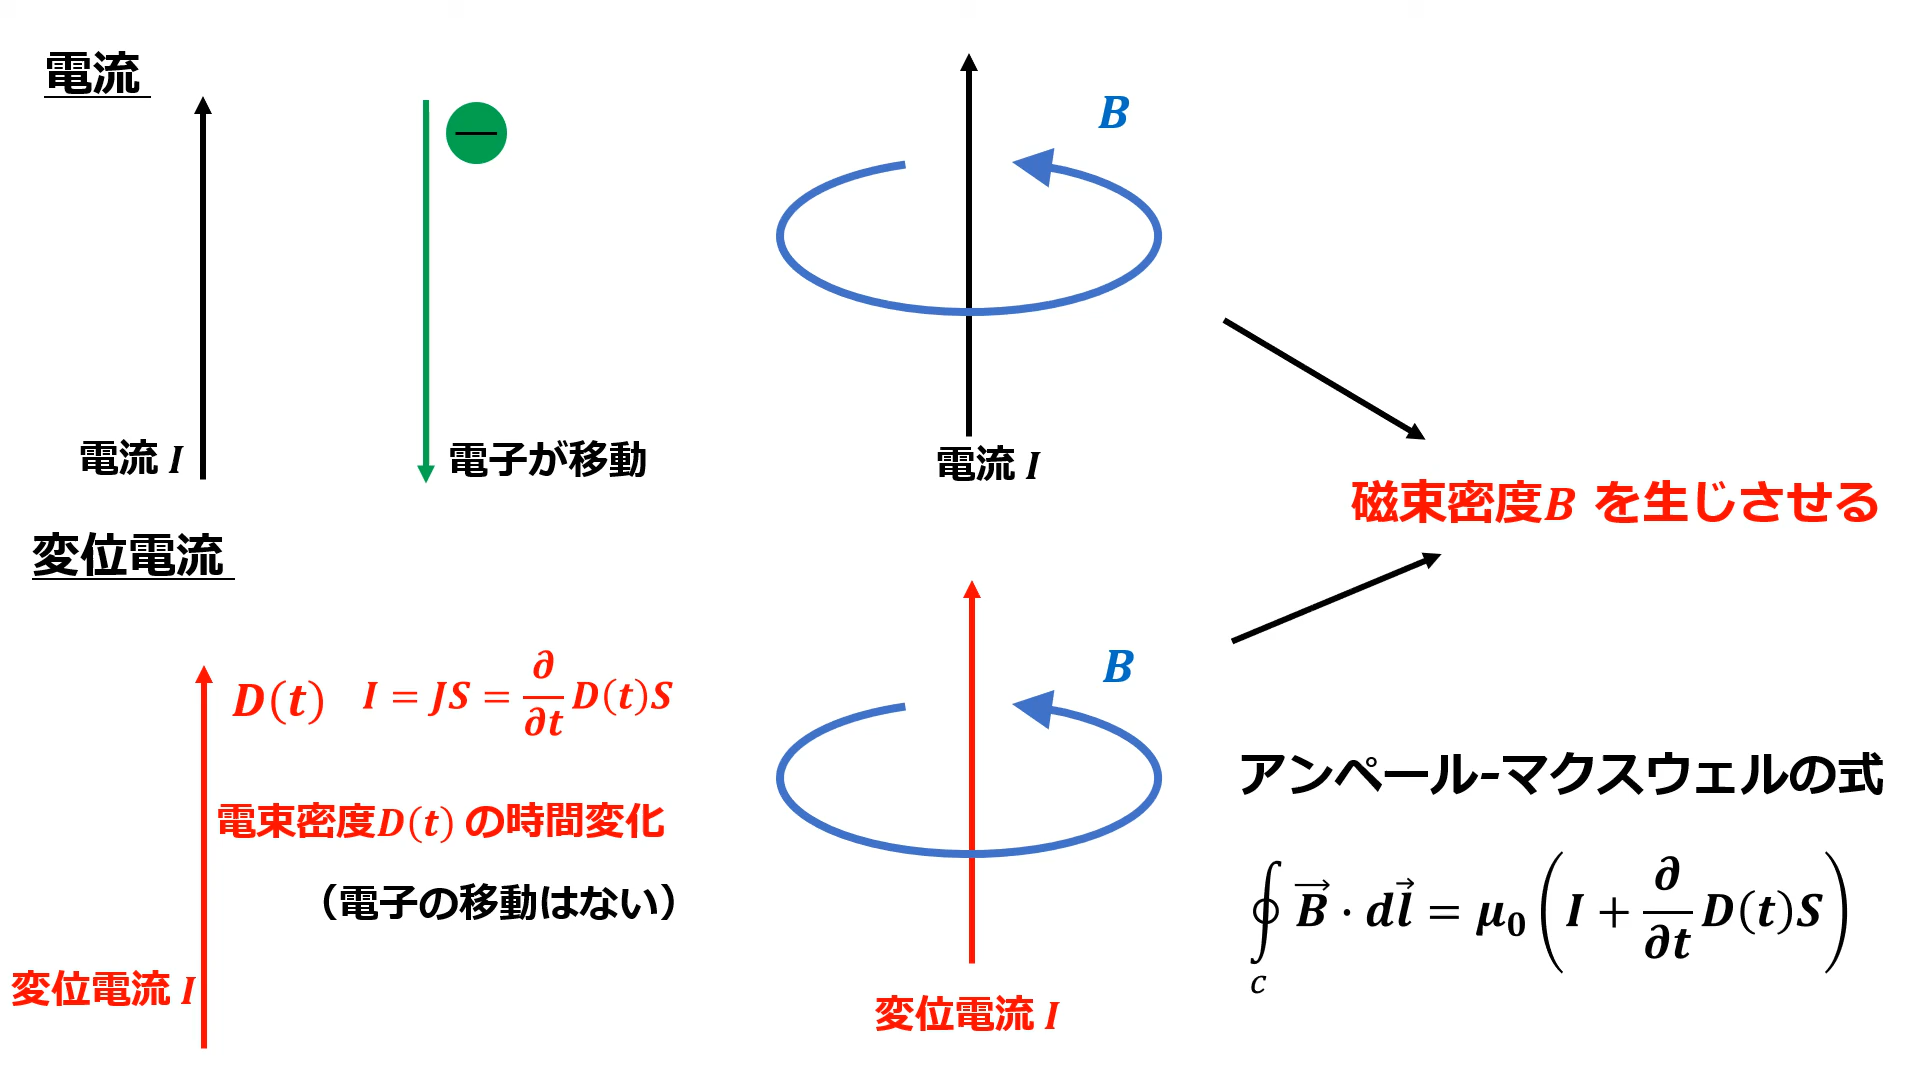 電流
B
電流 I
電子が移動
電流 I
磁束密度B を生じさせる
変位電流
D(t)
I = JS = ∂/∂t D(t)S
B
電束密度D(t) の時間変化
(電子の移動はない)
変位電流 I
変位電流 I
アンペール-マクスウェルの式
∮c B⃗ · dl⃗ = μ₀ (I + ∂/∂t D(t)S)